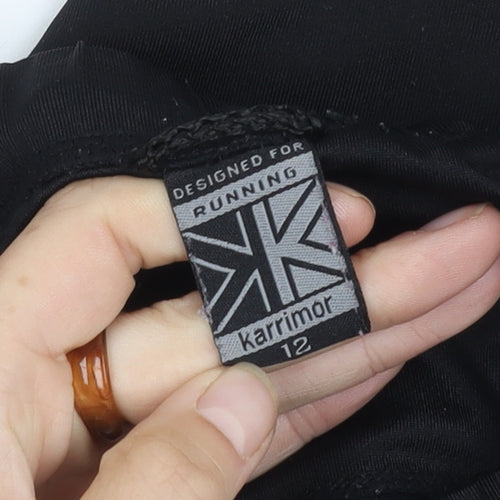 DESIGNED FOR
RUNNING
karrimor
12